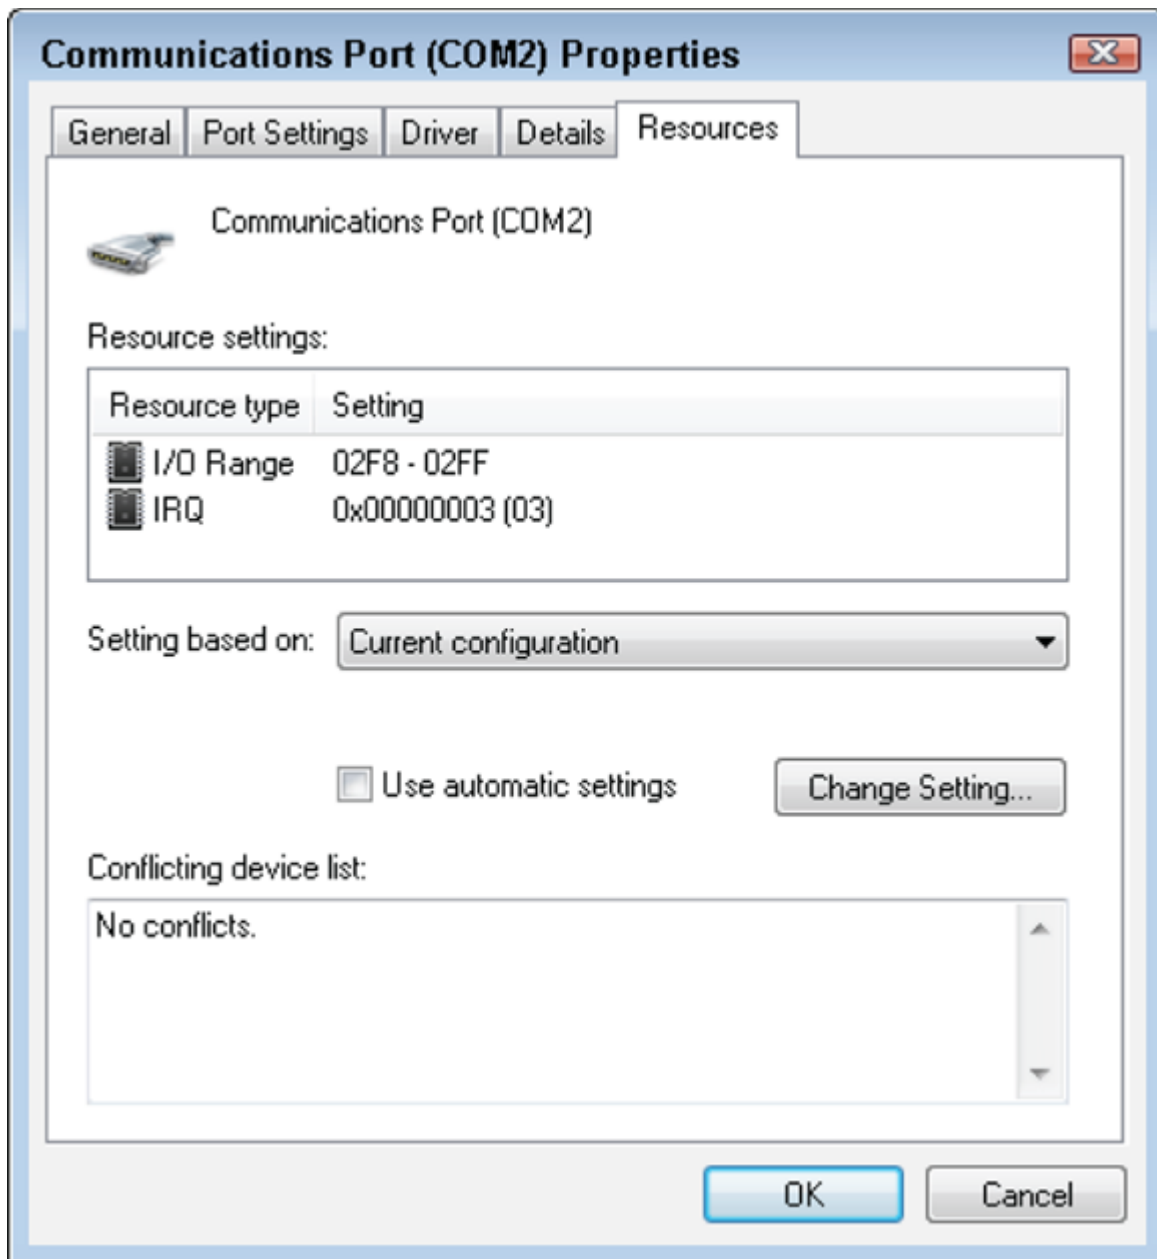 Communications Port (COM2) Properties
General Port Settings Driver Details Resources
Communications Port (COM2)
Resource settings:
Resource type Setting
I/O Range 02F8 - 02FF
IRQ 0x00000003 (03)
Setting based on: Current configuration
Use automatic settings Change Setting...
Conflicting device list:
No conflicts.
OK Cancel